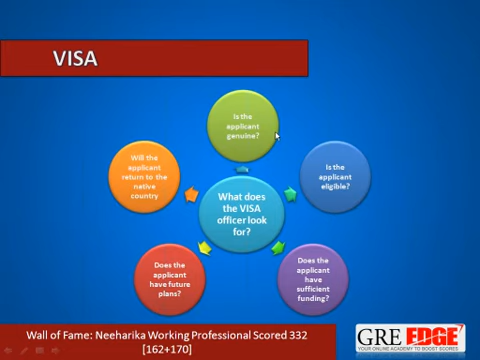 VISA
Is the
applicant
genuine?
Is the
applicant
eligible?
Does the
applicant
have
sufficient
funding?
Does the
applicant
have future
plans?
Will the
applicant
return to the
native
country
What does
the VISA
officer look
for?
Wall of Fame: Neeharika Working Professional Scored 332
[162+170]
GRE EDGE
YOUR ONLINE ACADEMY TO BOOST SCORES